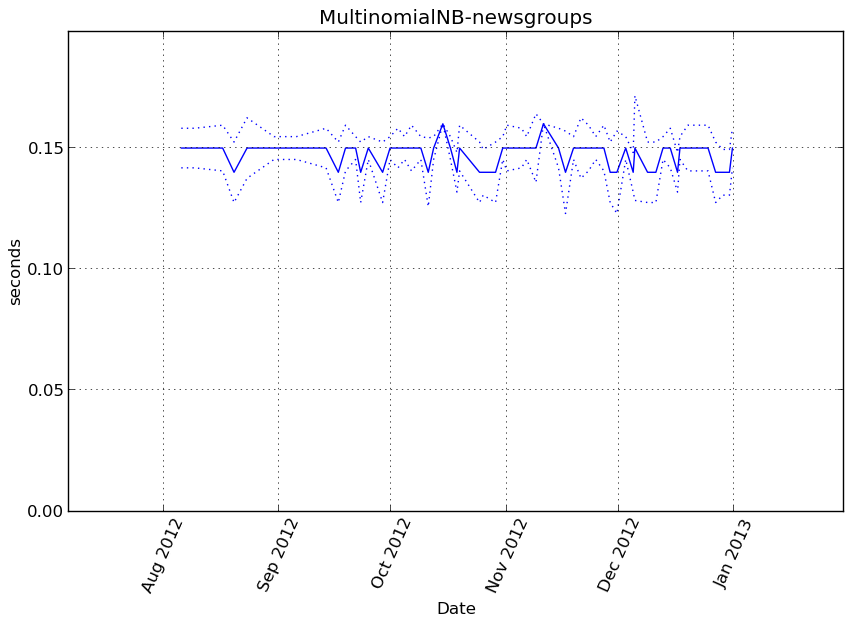 MultinomialNB-newsgroups
seconds
0.15
0.10
0.05
0.00
Aug 2012
Sep 2012
Oct 2012
Nov 2012
Dec 2012
Jan 2013
Date